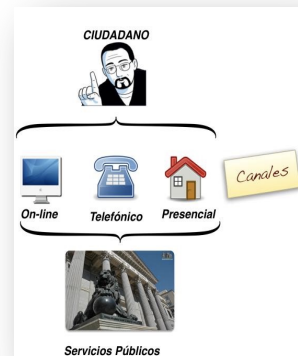 CIUDADANO
Canales
On-line
Telefónico
Presencial
Servicios Públicos